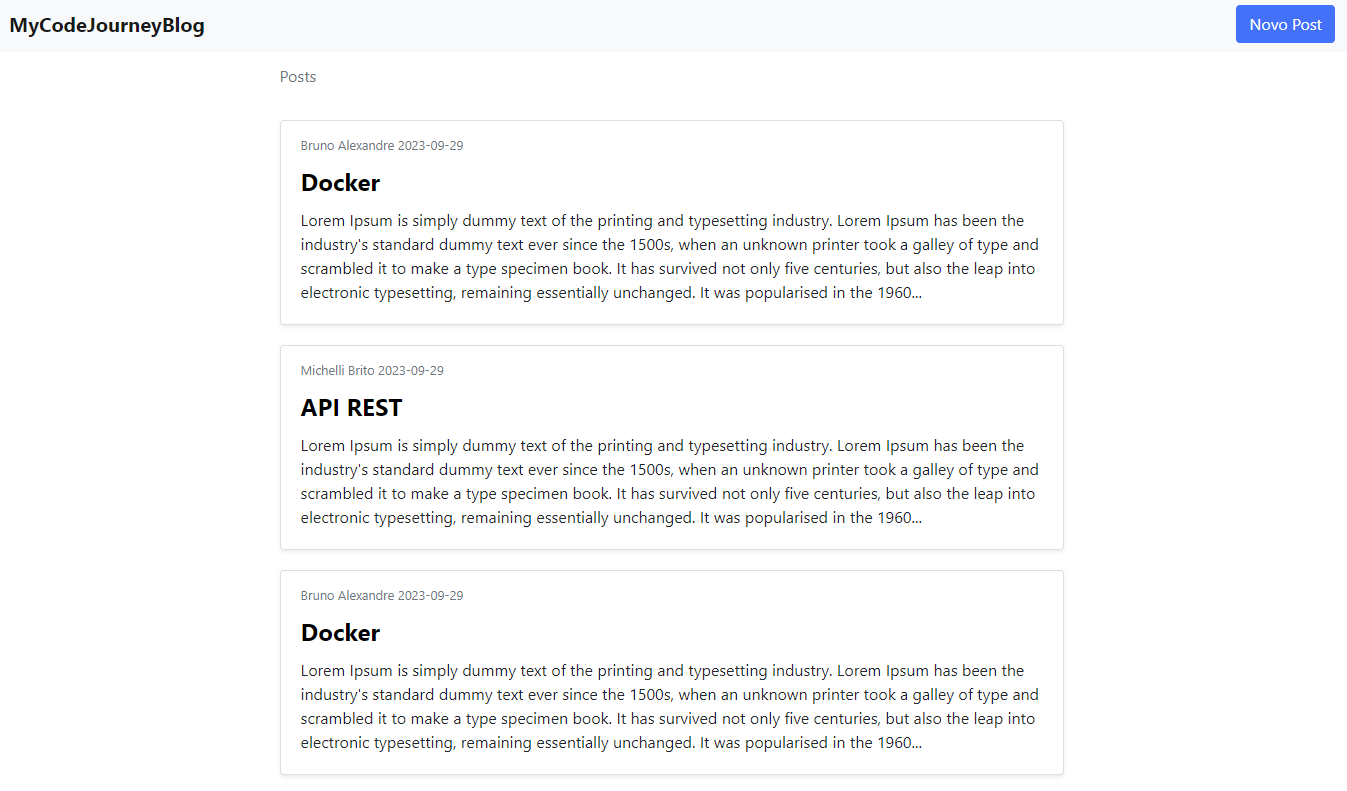 MyCodeJourneyBlog
Novo Post
Posts
Bruno Alexandre 2023-09-29
Docker
Lorem Ipsum is simply dummy text of the printing and typesetting industry. Lorem Ipsum has been the
industry's standard dummy text ever since the 1500s, when an unknown printer took a galley of type and
scrambled it to make a type specimen book. It has survived not only five centuries, but also the leap into
electronic typesetting, remaining essentially unchanged. It was popularised in the 1960...
Michelli Brito 2023-09-29
API REST
Lorem Ipsum is simply dummy text of the printing and typesetting industry. Lorem Ipsum has been the
industry's standard dummy text ever since the 1500s, when an unknown printer took a galley of type and
scrambled it to make a type specimen book. It has survived not only five centuries, but also the leap into
electronic typesetting, remaining essentially unchanged. It was popularised in the 1960...
Bruno Alexandre 2023-09-29
Docker
Lorem Ipsum is simply dummy text of the printing and typesetting industry. Lorem Ipsum has been the
industry's standard dummy text ever since the 1500s, when an unknown printer took a galley of type and
scrambled it to make a type specimen book. It has survived not only five centuries, but also the leap into
electronic typesetting, remaining essentially unchanged. It was popularised in the 1960...